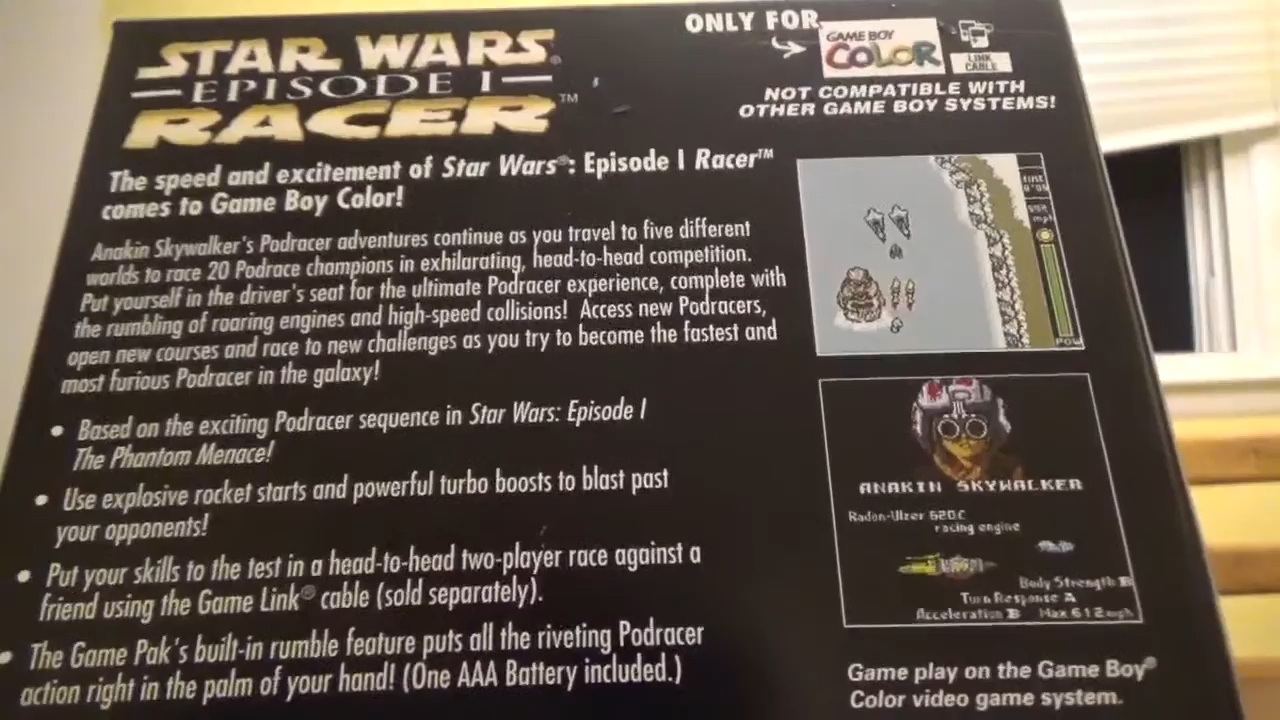 STAR WARS®
EPISODE I
RACER™
ONLY FOR
GAME BOY
COLOR
LINK
CABLE
NOT COMPATIBLE WITH
OTHER GAME BOY SYSTEMS!
The speed and excitement of Star Wars®: Episode I Racer™
comes to Game Boy Color!
Anakin Skywalker's Podracer adventures continue as you travel to five different
worlds to race 20 Podrace champions in exhilarating, head-to-head competition.
Put yourself in the driver's seat for the ultimate Podracer experience, complete with
the rumbling of roaring engines and high-speed collisions! Access new Podracers,
open new courses and race to new challenges as you try to become the fastest and
most furious Podracer in the galaxy!
• Based on the exciting Podracer sequence in Star Wars: Episode I
The Phantom Menace!
• Use explosive rocket starts and powerful turbo boosts to blast past
your opponents!
• Put your skills to the test in a head-to-head two-player race against a
friend using the Game Link® cable (sold separately).
• The Game Pak's built-in rumble feature puts all the riveting Podracer
action right in the palm of your hand! (One AAA Battery included.)
mph
POW
ANAKIN SKYWALKER
Radon-Ulzer 620C
racing engine
Body Strength B
Turn Response A
Acceleration B Max 612mph
Game play on the Game Boy®
Color video game system.